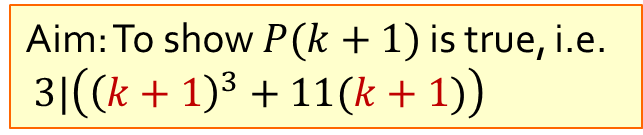 Aim: To show P(k + 1) is true, i.e.
3|((k + 1)³ + 11(k + 1))